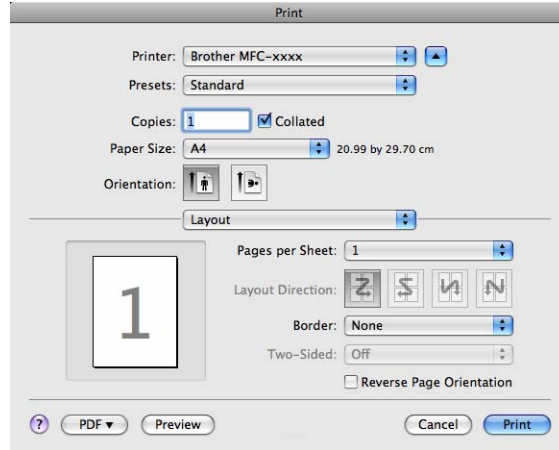 Print
Printer: Brother MFC-xxxx
Presets: Standard
Copies: 1 Collated
Paper Size: A4 20.99 by 29.70 cm
Orientation:
Layout
Pages per Sheet: 1
1
Layout Direction:
Border: None
Two-Sided: Off
Reverse Page Orientation
? PDF▼ Preview Cancel Print